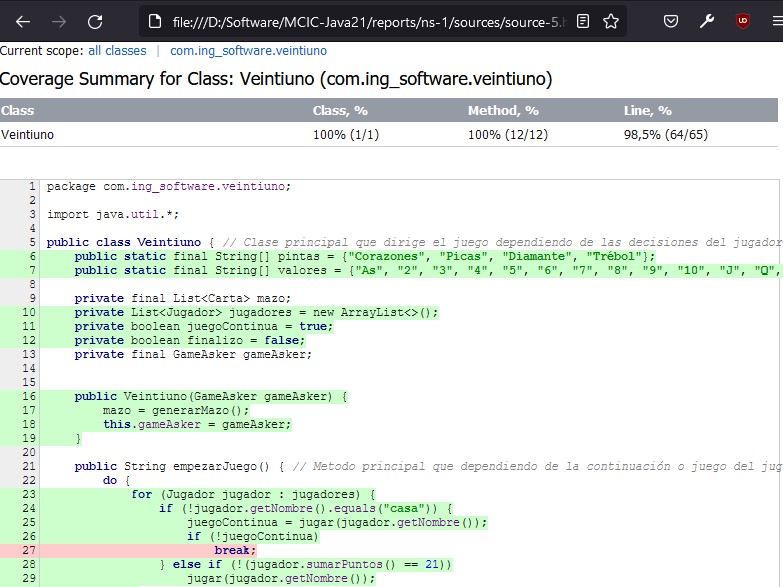 file:///D:/Software/MCIC-Java21/reports/ns-1/sources/source-5.h
Current scope: all classes | com.ing_software.veintiuno
Coverage Summary for Class: Veintiuno (com.ing_software.veintiuno)
Class Class, % Method, % Line, %
Veintiuno 100% (1/1) 100% (12/12) 98,5% (64/65)
1 package com.ing_software.veintiuno;
2
3 import java.util.*;
4
5 public class Veintiuno { // Clase principal que dirige el juego dependiendo de las decisiones del jugador
6 public static final String[] pintas = {"Corazones", "Picas", "Diamante", "Trébol"};
7 public static final String[] valores = {"As", "2", "3", "4", "5", "6", "7", "8", "9", "10", "J", "Q",
8
9 private final List<Carta> mazo;
10 private List<Jugador> jugadores = new ArrayList<>();
11 private boolean juegoContinua = true;
12 private boolean finalizo = false;
13 private final GameAsker gameAsker;
14
15
16 public Veintiuno(GameAsker gameAsker) {
17 mazo = generarMazo();
18 this.gameAsker = gameAsker;
19 }
20
21 public String empezarJuego() { // Metodo principal que dependiendo de la continuación o juego del jug
22 do {
23 for (Jugador jugador : jugadores) {
24 if (!jugador.getNombre().equals("casa")) {
25 juegoContinua = jugar(jugador.getNombre());
26 if (!juegoContinua)
27 break;
28 } else if (!(jugador.sumarPuntos() == 21))
29 jugar(jugador.getNombre());